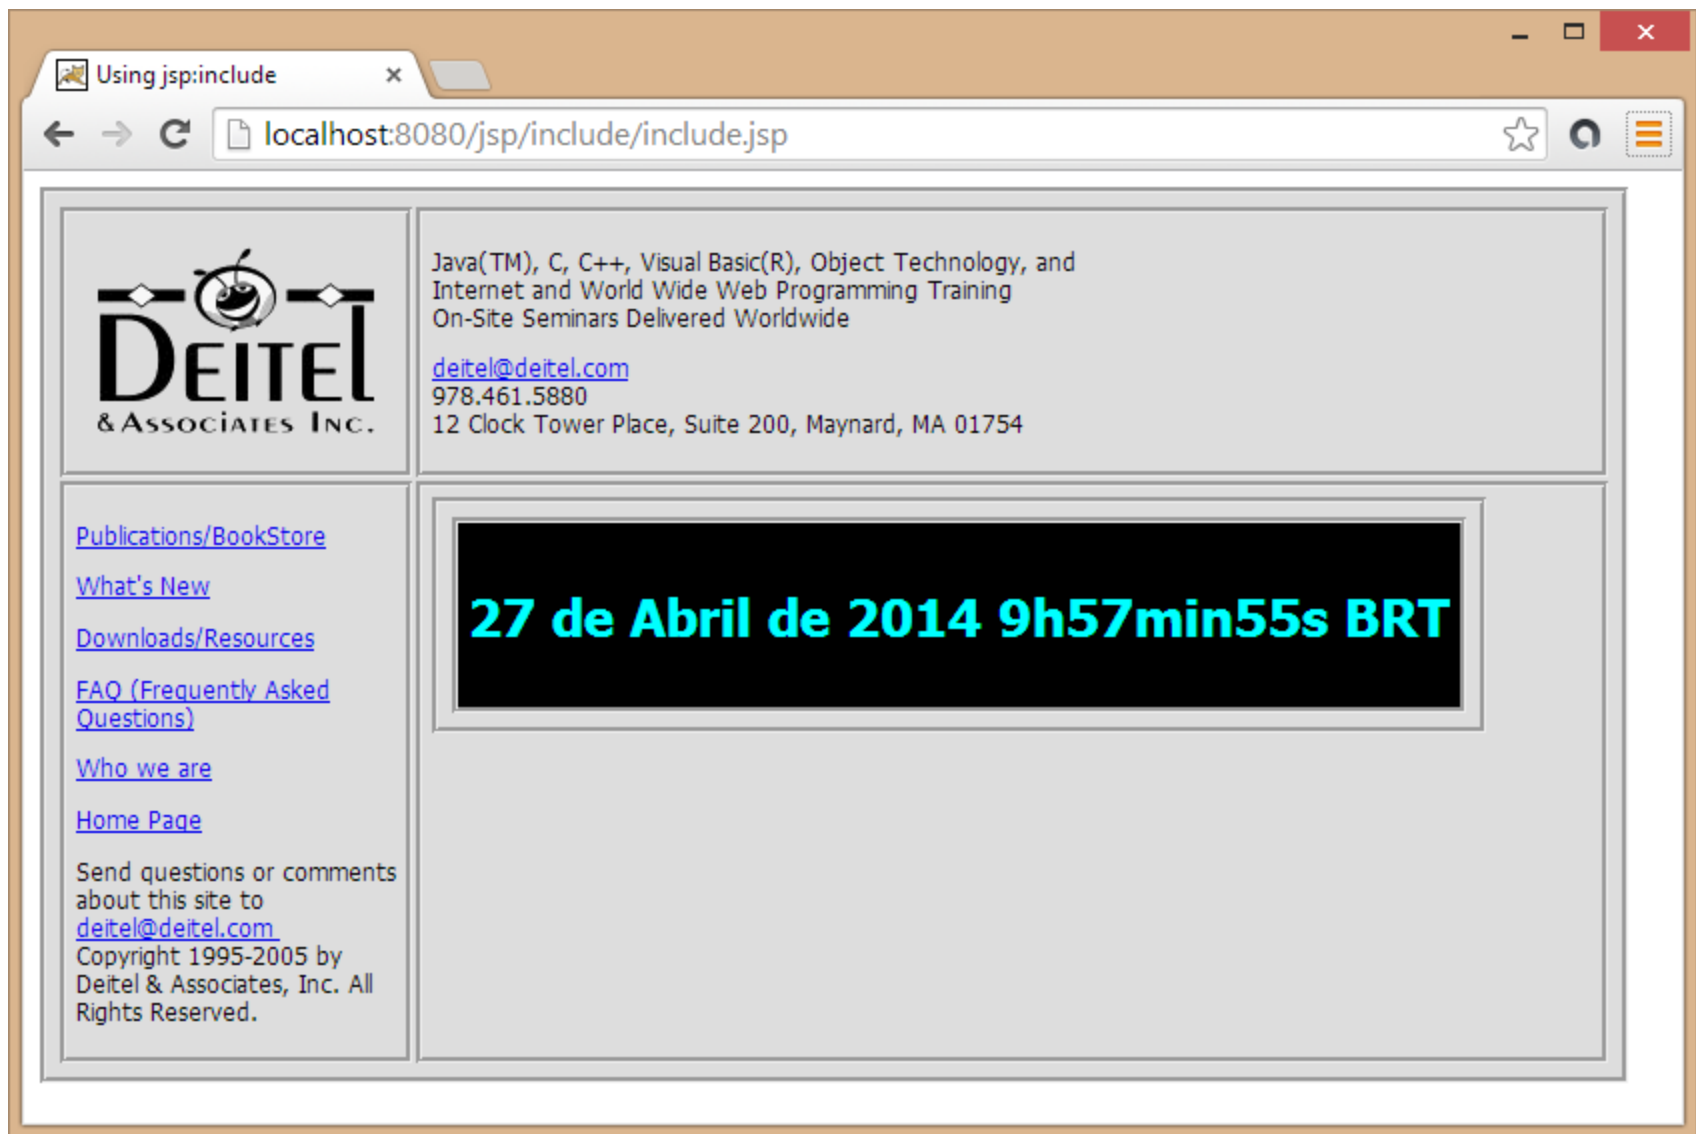 Using jsp:include
localhost:8080/jsp/include/include.jsp
DEITEL
& ASSOCIATES INC.
Java(TM), C, C++, Visual Basic(R), Object Technology, and
Internet and World Wide Web Programming Training
On-Site Seminars Delivered Worldwide
deitel@deitel.com
978.461.5880
12 Clock Tower Place, Suite 200, Maynard, MA 01754
Publications/BookStore
What's New
Downloads/Resources
FAQ (Frequently Asked
Questions)
Who we are
Home Page
Send questions or comments
about this site to
deitel@deitel.com
Copyright 1995-2005 by
Deitel & Associates, Inc. All
Rights Reserved.
27 de Abril de 2014 9h57min55s BRT